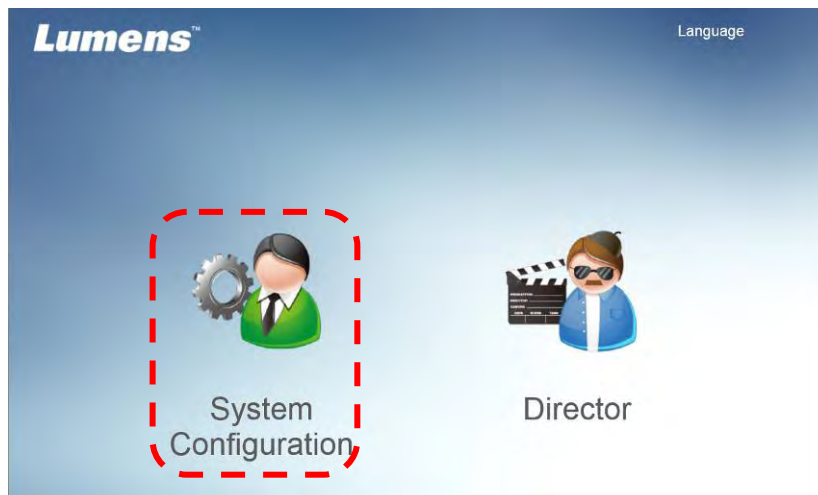 Lumens™
Language
System
Configuration
Director